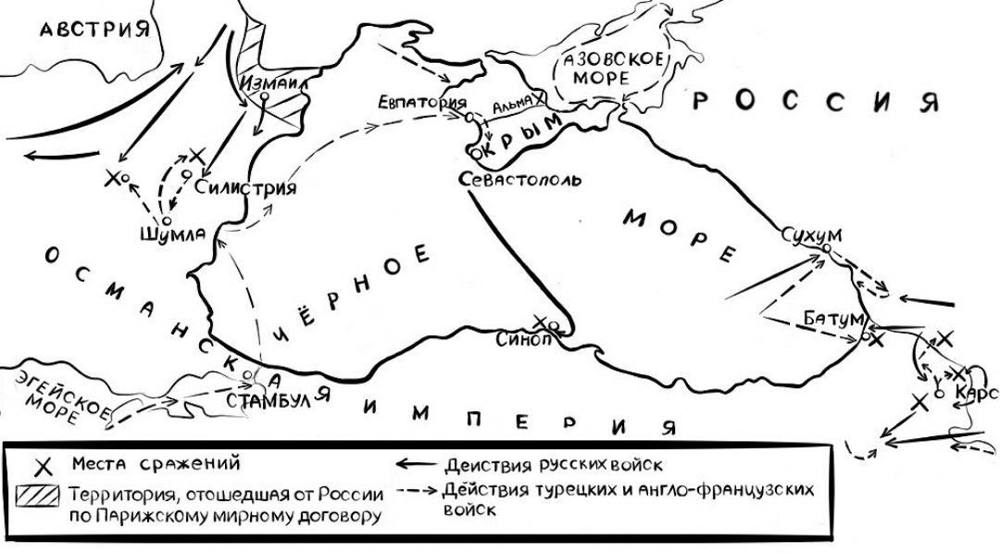 АВСТРИЯ
АЗОВСКОЕ
МОРЕ
РОССИЯ
ИЗМАИЛ
ЕВПАТОРИЯ
АЛЬМА
КРЫМ
СЕВАСТОПОЛЬ
СИЛИСТРИЯ
ШУМЛА
ЧЁРНОЕ
МОРЕ
СУХУМ
БАТУМ
СИНОП
КАРС
ОСМАНСКАЯ ИМПЕРИЯ
СТАМБУЛ
ЭГЕЙСКОЕ
МОРЕ
Места сражений
Территория, отошедшая от России
по Парижскому мирному договору
Действия русских войск
Действия турецких и англо-французских
войск